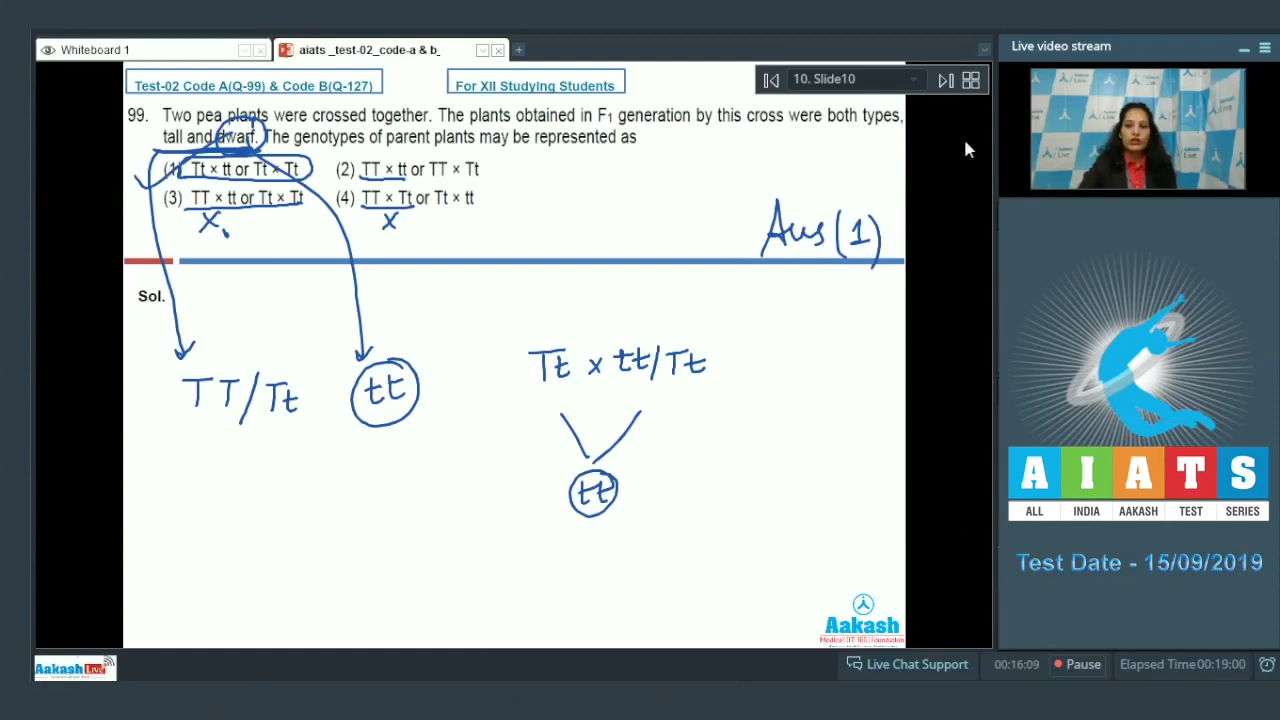 Whiteboard 1
aiats _test-02_code-a & b_
Live video stream
Test-02 Code A(Q-99) & Code B(Q-127)
For XII Studying Students
10. Slide10
99. Two pea plants were crossed together. The plants obtained in F1 generation by this cross were both types,
tall and dwarf. The genotypes of parent plants may be represented as
(1) Tt × tt or Tt × Tt
(2) TT × tt or TT × Tt
(3) TT × tt or Tt × Tt
(4) TT × Tt or Tt × tt
x
x
Ans (1)
Sol.
TT/Tt
tt
Tt x tt/Tt
tt
AIATS
ALL INDIA AAKASH TEST SERIES
Test Date - 15/09/2019
Aakash
Medical|IIT-JEE|Foundation
Aakash Live
Live Chat Support
00:16:09
Pause
Elapsed Time 00:19:00